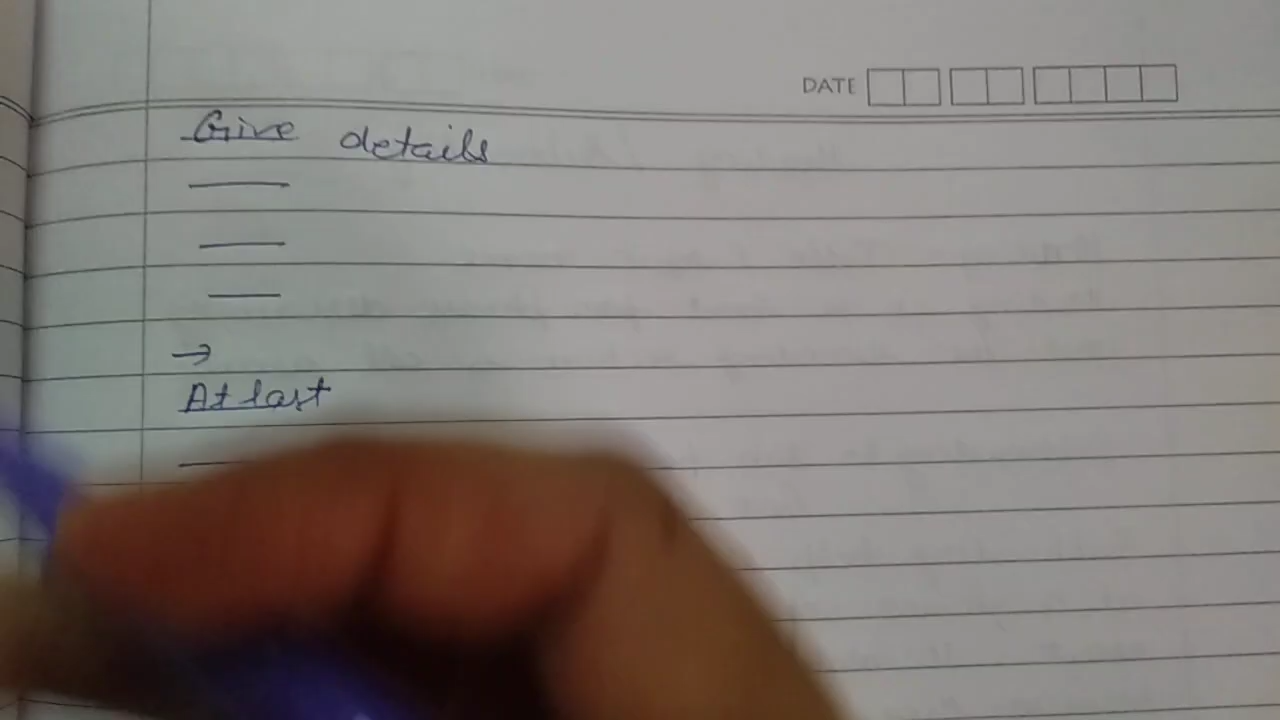 DATE
Give details
→
At last